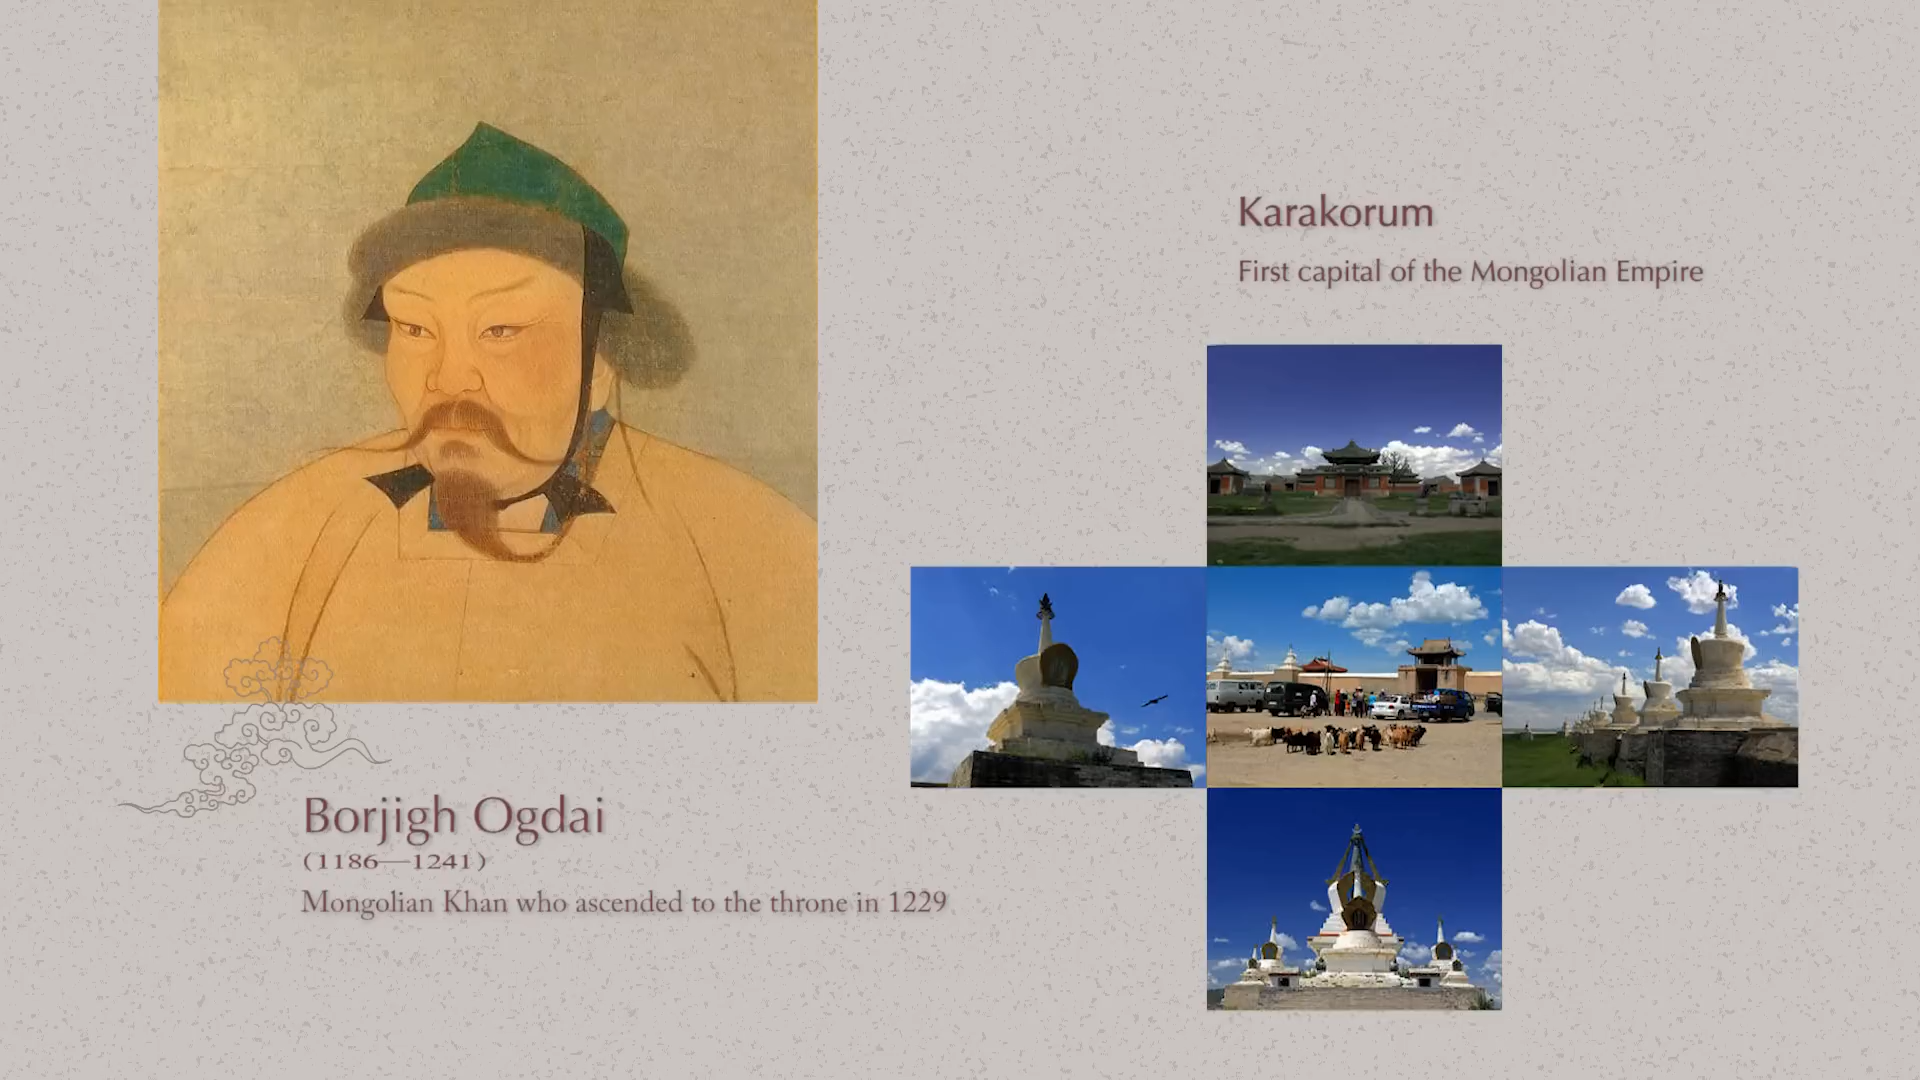 Karakorum
First capital of the Mongolian Empire
Borjigh Ogdai
(1186—1241)
Mongolian Khan who ascended to the throne in 1229